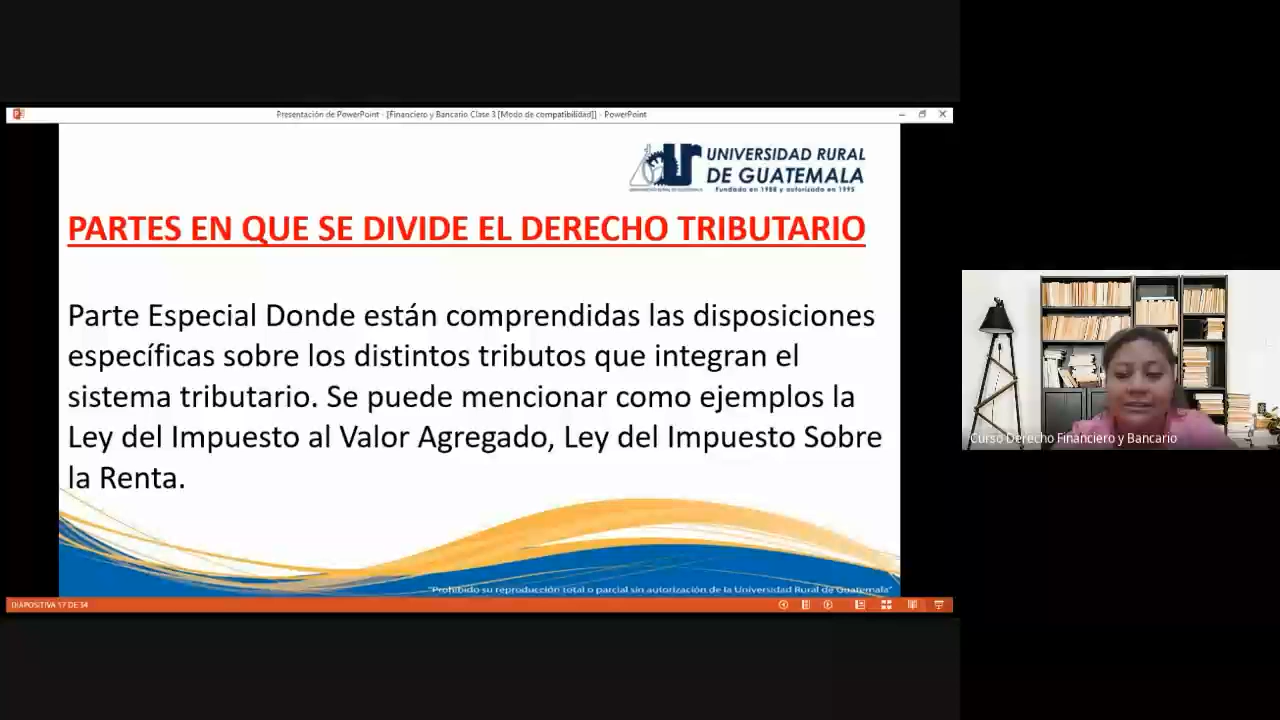 Presentación de PowerPoint - [Financiero y Bancario Clase 3 [Modo de compatibilidad]] - PowerPoint
UNIVERSIDAD RURAL
DE GUATEMALA
Fundada en 1988 y autorizada en 1995
PARTES EN QUE SE DIVIDE EL DERECHO TRIBUTARIO
Parte Especial Donde están comprendidas las disposiciones
específicas sobre los distintos tributos que integran el
sistema tributario. Se puede mencionar como ejemplos la
Ley del Impuesto al Valor Agregado, Ley del Impuesto Sobre
la Renta.
"Prohibido su reproducción total o parcial sin autorización de la Universidad Rural de Guatemala"
DIAPOSITIVA 17 DE 34
Curso Derecho Financiero y Bancario